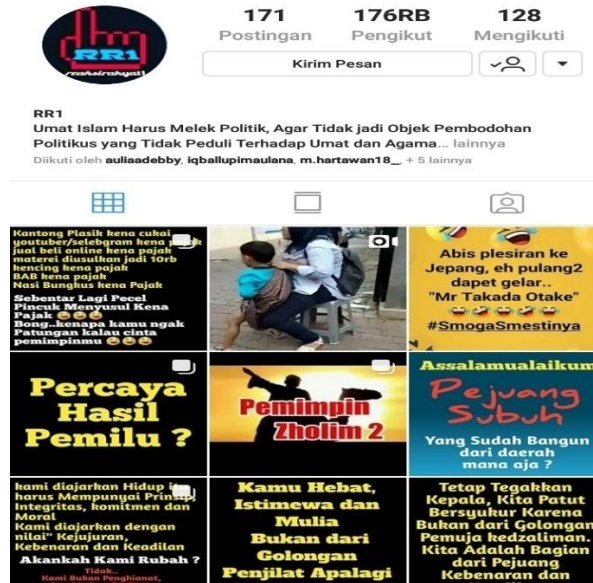 RR1
reaksirakyat1
171
176RB
128
Postingan
Pengikut
Mengikuti
Kirim Pesan
RR1
Umat Islam Harus Melek Politik, Agar Tidak jadi Objek Pembodohan
Politikus yang Tidak Peduli Terhadap Umat dan Agama... lainnya
Diikuti oleh auliaadebby, iqballupimaulana, m.hartawan18_, + 5 lainnya
Kantong Plasik kena cukai
youtuber/selebgram kena pajak
jual beli online kena pajak
materei diusulkan jadi 10rb
kencing kena pajak
BAB kena pajak
Nasi Bungkus kena Pajak
Sebentar Lagi Pecel
Pincuk Menyusul Kena
Pajak 😄😄😄
Bong..kenapa kamu ngak
Patungan kalau cinta
pemimpinmu 😄😄😄
Abis plesiran ke
Jepang, eh pulang2
dapet gelar..
"Mr Takada Otake"
#SmogaSmestinya
Percaya
Hasil
Pemilu ?
Pemimpin
Zholim 2
Assalamualaikum
Pejuang
Subuh
Yang Sudah Bangun
dari daerah
mana aja ?
kami diajarkan Hidup itu
harus Mempunyai Prinsip,
Integritas, komitmen dan
Moral
Kami diajarkan dengan
nilai" Kejujuran,
Kebenaran dan Keadilan
Akankah Kami Rubah ?
Tidak..
Kami Bukan Penghianat,
Kamu Hebat,
Istimewa dan
Mulia
Bukan dari
Golongan
Penjilat Apalagi
Tetap Tegakkan
Kepala, Kita Patut
Bersyukur Karena
Bukan dari Golongan
Pemuja kedzaliman.
Kita Adalah Bagian
dari Pejuang
Kebenaran dan